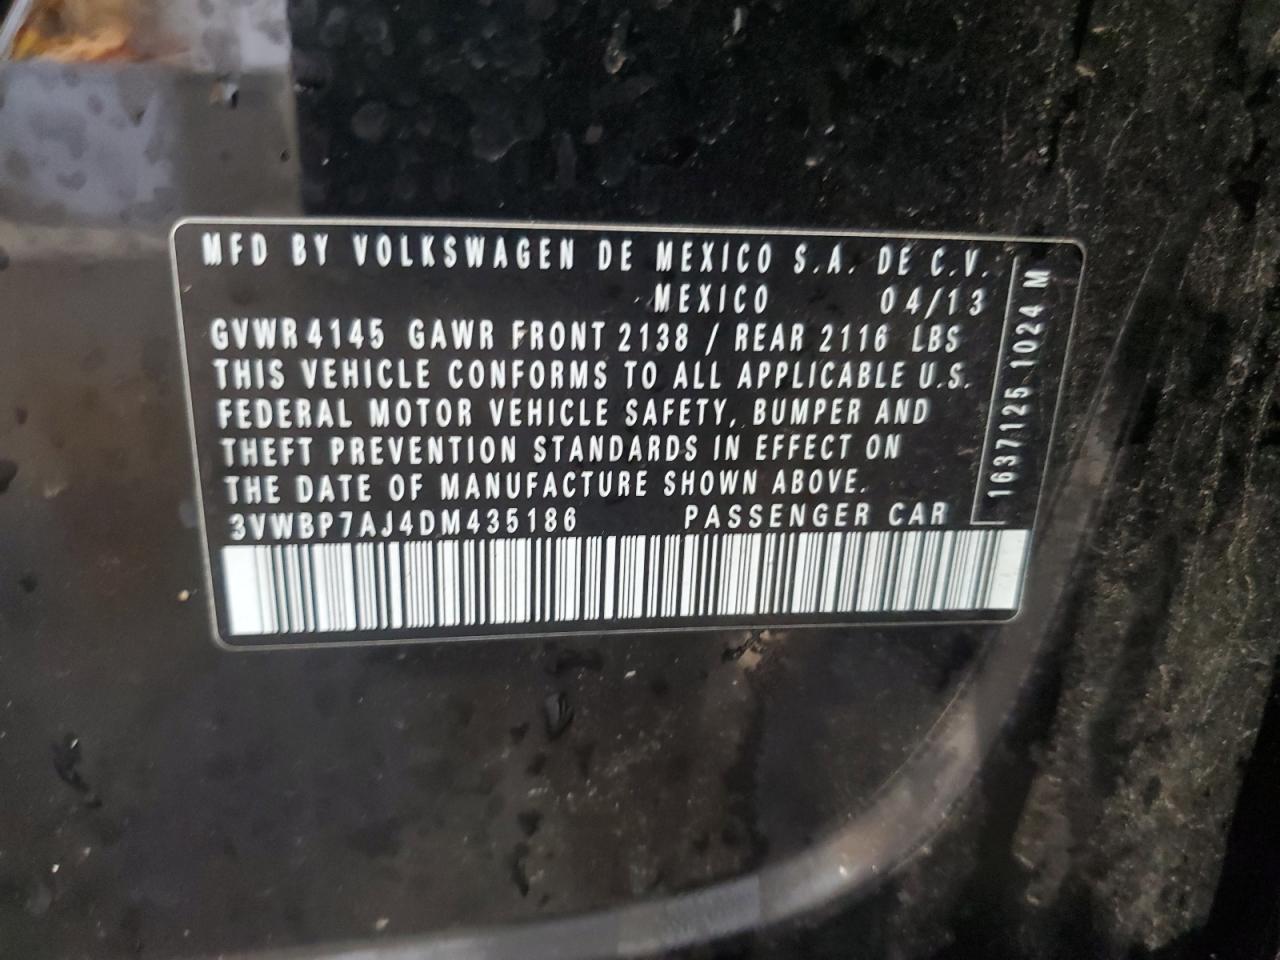 MFD BY VOLKSWAGEN DE MEXICO S.A. DE C.V.
MEXICO 04/13
GVWR 4145 GAWR FRONT 2138 / REAR 2116 LBS
THIS VEHICLE CONFORMS TO ALL APPLICABLE U.S.
FEDERAL MOTOR VEHICLE SAFETY, BUMPER AND
THEFT PREVENTION STANDARDS IN EFFECT ON
THE DATE OF MANUFACTURE SHOWN ABOVE.
3VWBP7AJ4DM435186 PASSENGER CAR
1637125 1024 M